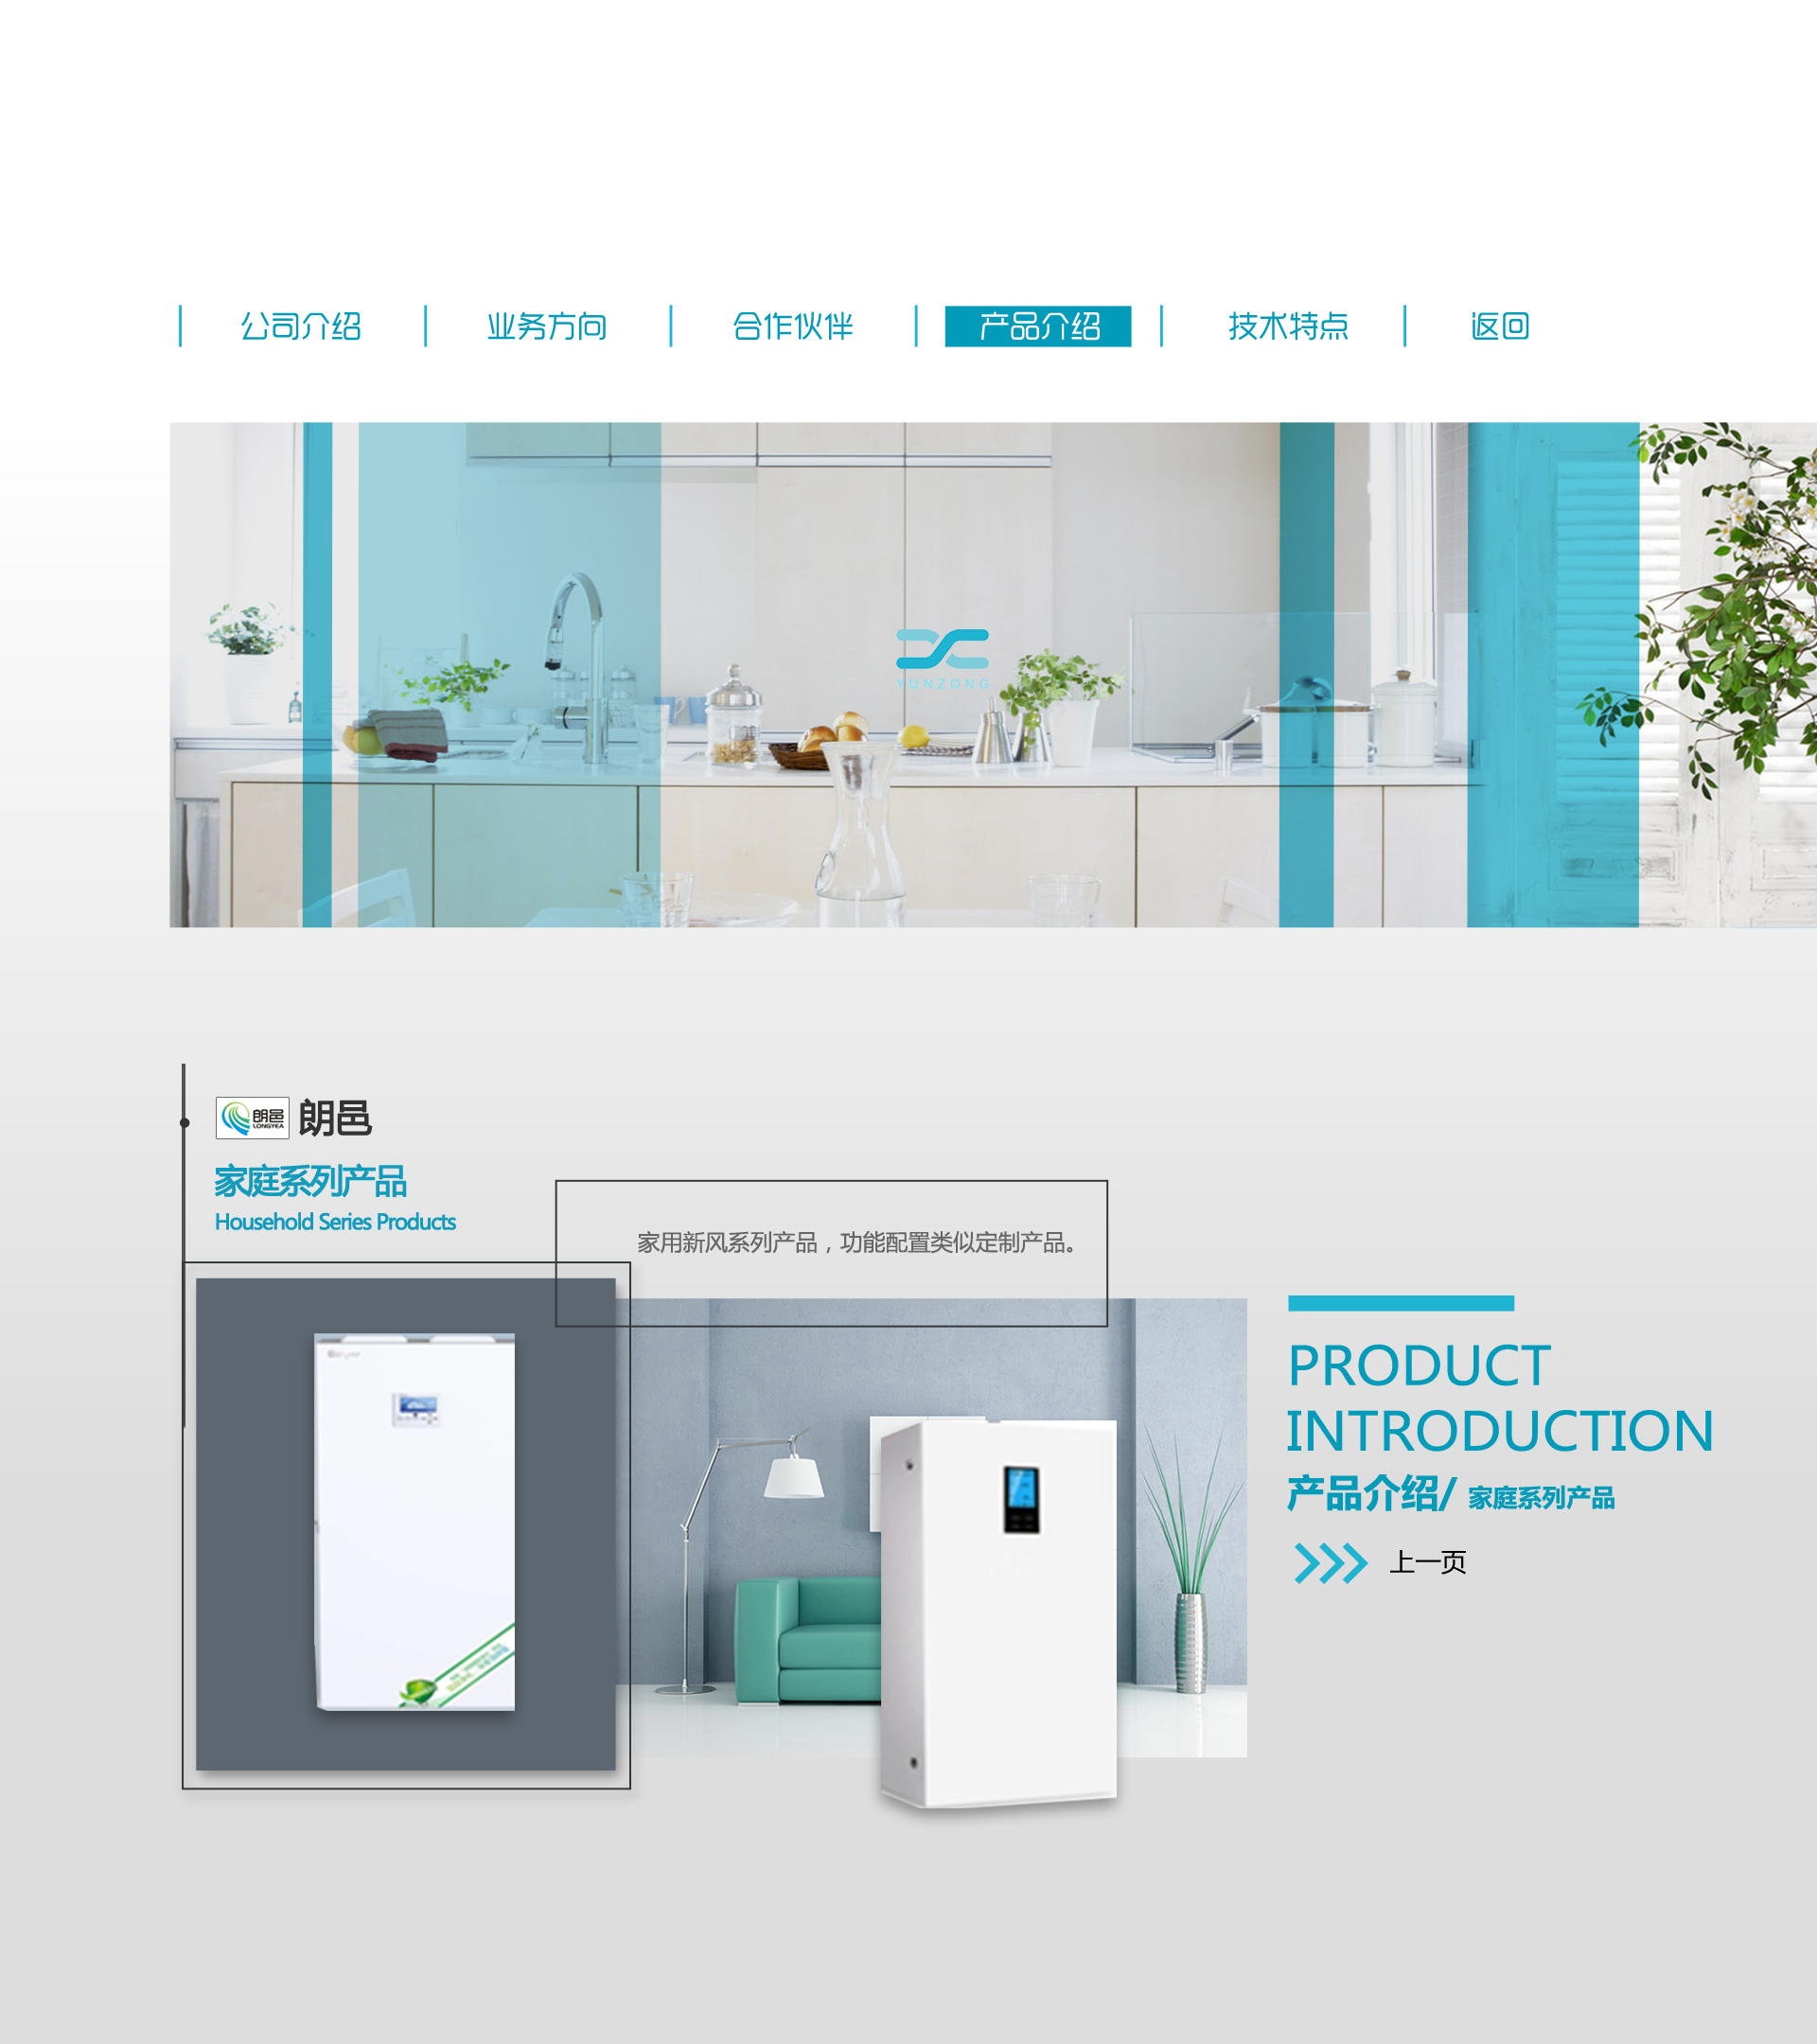 公司介绍
业务方向
合作伙伴
产品介绍
技术特点
返回
YUNZONG
朗邑
LONGYEA
朗邑
家庭系列产品
Household Series Products
家用新风系列产品，功能配置类似定制产品。
PRODUCT
INTRODUCTION
产品介绍/ 家庭系列产品
上一页